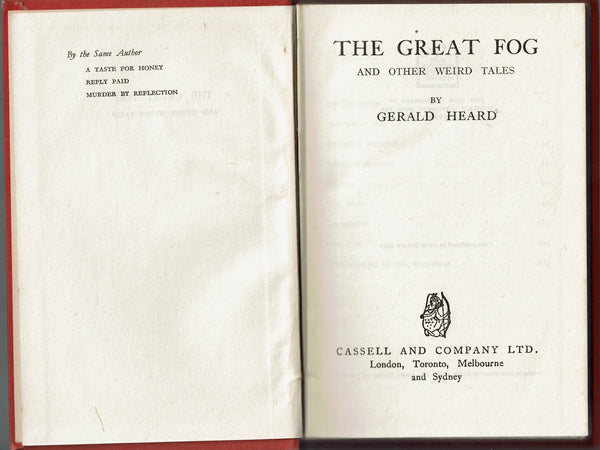 By the Same Author
A TASTE FOR HONEY
REPLY PAID
MURDER BY REFLECTION
THE GREAT FOG
AND OTHER WEIRD TALES
BY
GERALD HEARD
CASSELL AND COMPANY LTD.
London, Toronto, Melbourne
and Sydney